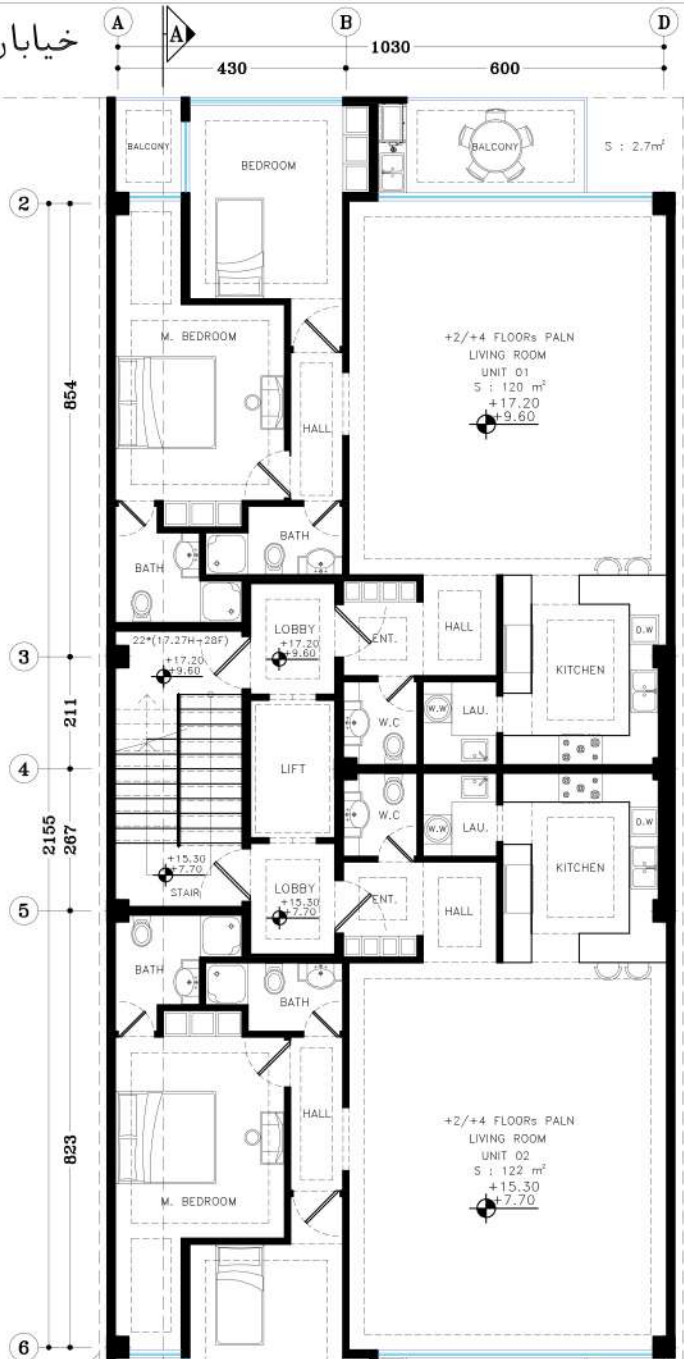 خیابان
A
B
D
A
1030
430
600
BALCONY
BEDROOM
BALCONY
S : 2.7m²
2
M. BEDROOM
+2/+4 FLOORs PALN
LIVING ROOM
UNIT 01
S : 120 m²
+17.20
+9.60
854
HALL
BATH
BATH
LOBBY
+17.20
+9.60
ENT.
HALL
22*(17.27H+28F)
+17.20
+9.60
3
KITCHEN
D.W
211
W.C
W.W
LAU.
LIFT
4
2155
267
W.C
W.W
LAU.
D.W
KITCHEN
+15.30
+7.70
STAIR
LOBBY
+15.30
+7.70
ENT.
HALL
5
BATH
BATH
HALL
823
M. BEDROOM
+2/+4 FLOORs PALN
LIVING ROOM
UNIT 02
S : 122 m²
+15.30
+7.70
6